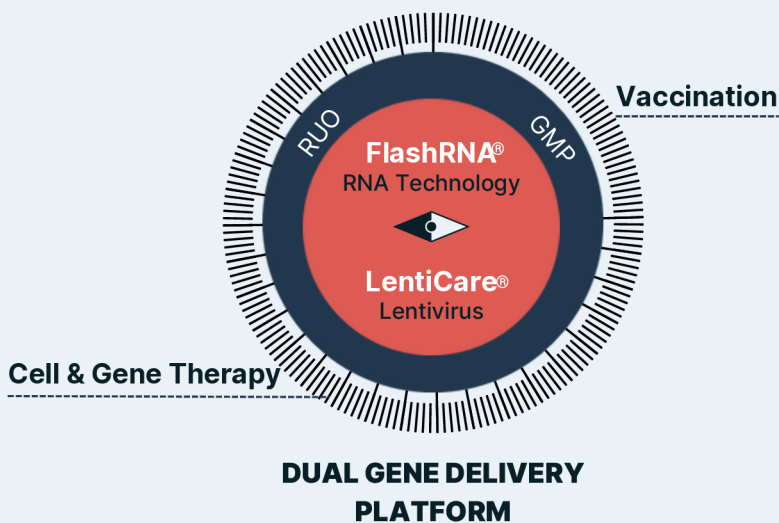 Vaccination
RUO
GMP
FlashRNA®
RNA Technology
LentiCare®
Lentivirus
Cell & Gene Therapy
DUAL GENE DELIVERY
PLATFORM